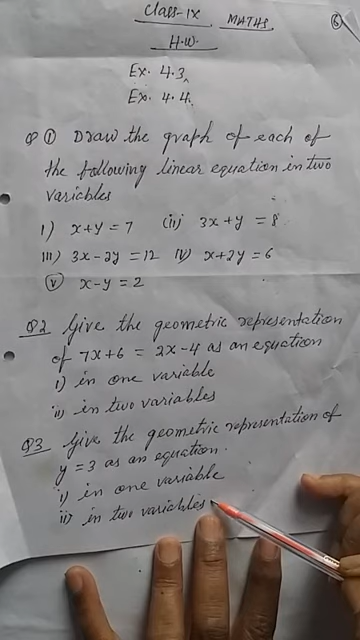 Class-IX MATHS 6
H.W.
Ex. 4.3,
Ex. 4.4,
Q① Draw the graph of each of
the following linear equation in two
variables
i) x+y = 7 (ii) 3x+y = 8
iii) 3x-2y = 12 iv) x+2y = 6
ⓥ x-y = 2
Q2 Give the geometric representation
of 7x+6 = 2x-4 as an equation
i) in one variable
ii) in two variables
Q3 Give the geometric representation of
y = 3 as an equation.
i) in one variable
ii) in two variables